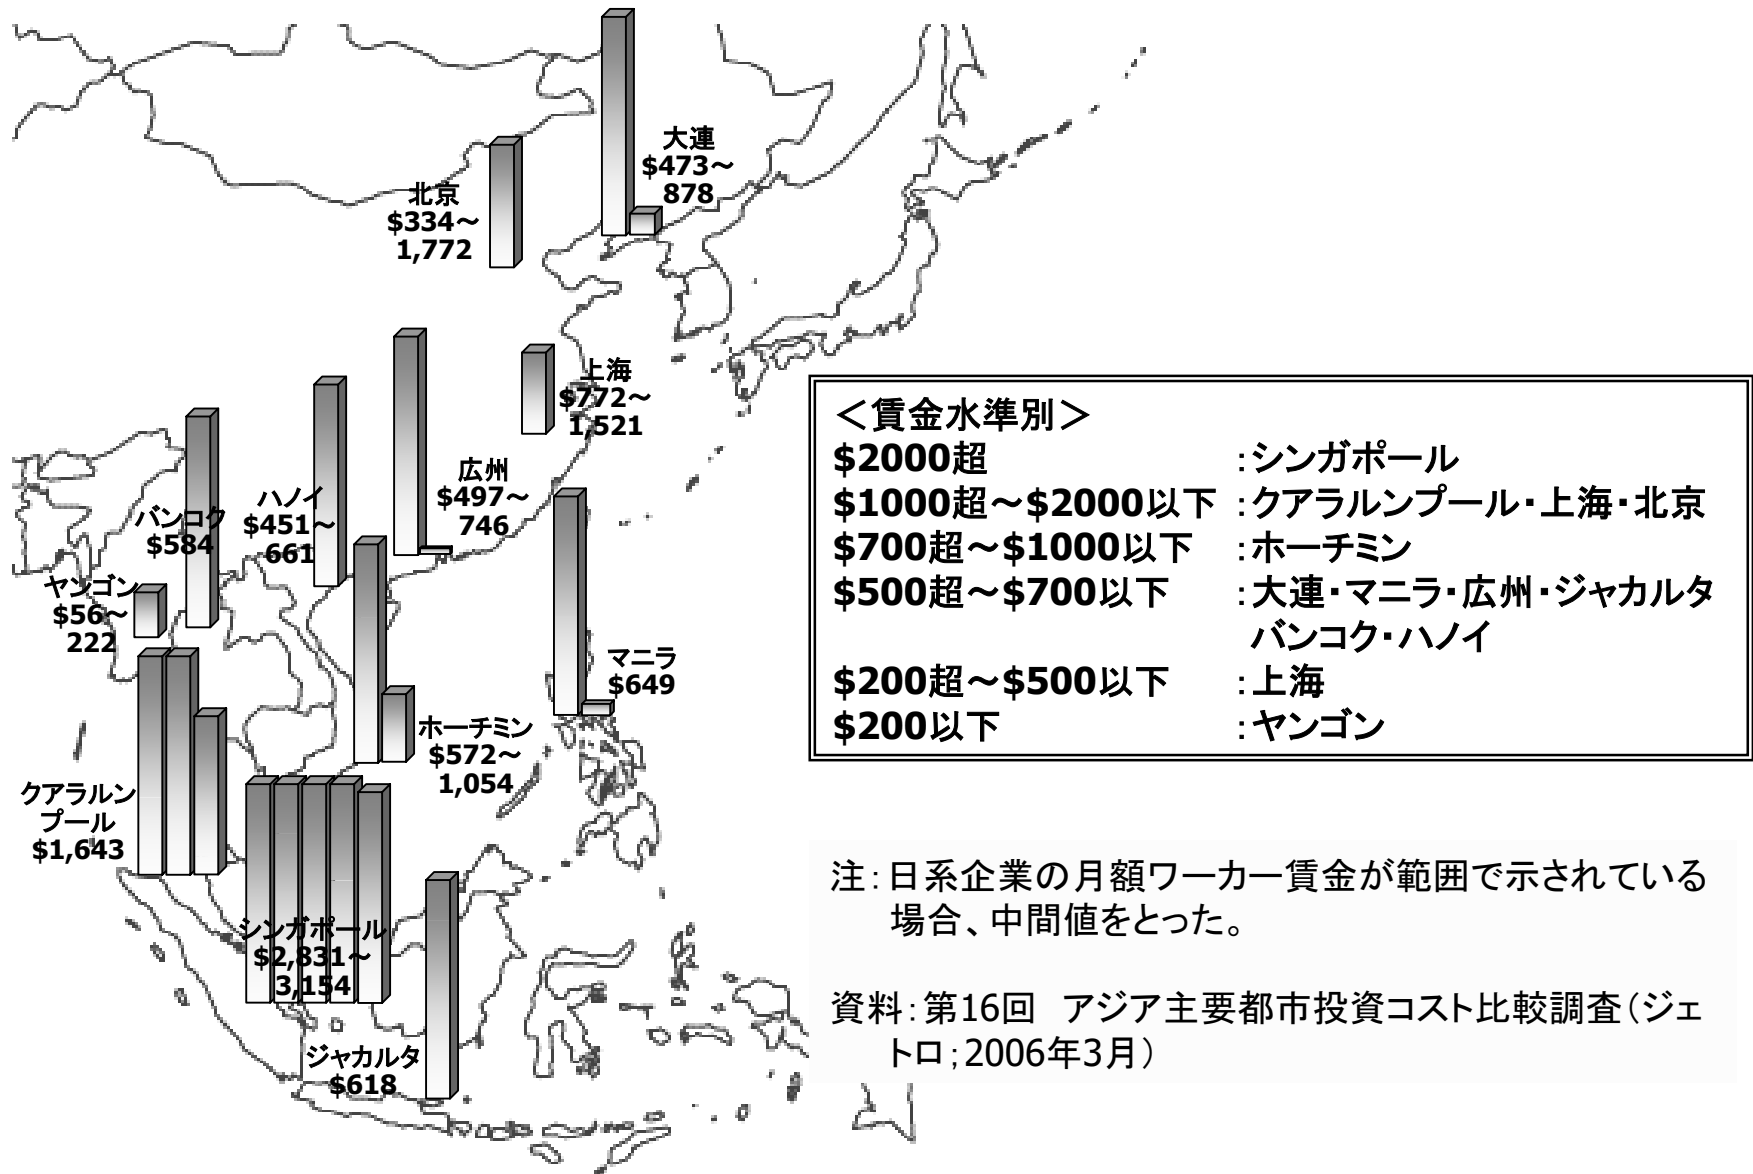 大連
$473～
878
北京
$334～
1,772
上海
$772～
1,521
広州
$497～
746
ハノイ
$451～
661
バンコク
$584
ヤンゴン
$56～
222
マニラ
$649
ホーチミン
$572～
1,054
クアラルン
プール
$1,643
シンガポール
$2,831～
3,154
ジャカルタ
$618
＜賃金水準別＞
$2000超 ：シンガポール
$1000超～$2000以下 ：クアラルンプール・上海・北京
$700超～$1000以下 ：ホーチミン
$500超～$700以下 ：大連・マニラ・広州・ジャカルタ
バンコク・ハノイ
$200超～$500以下 ：上海
$200以下 ：ヤンゴン
注：日系企業の月額ワーカー賃金が範囲で示されている
場合、中間値をとった。
資料：第16回　アジア主要都市投資コスト比較調査（ジェ
トロ；2006年3月）